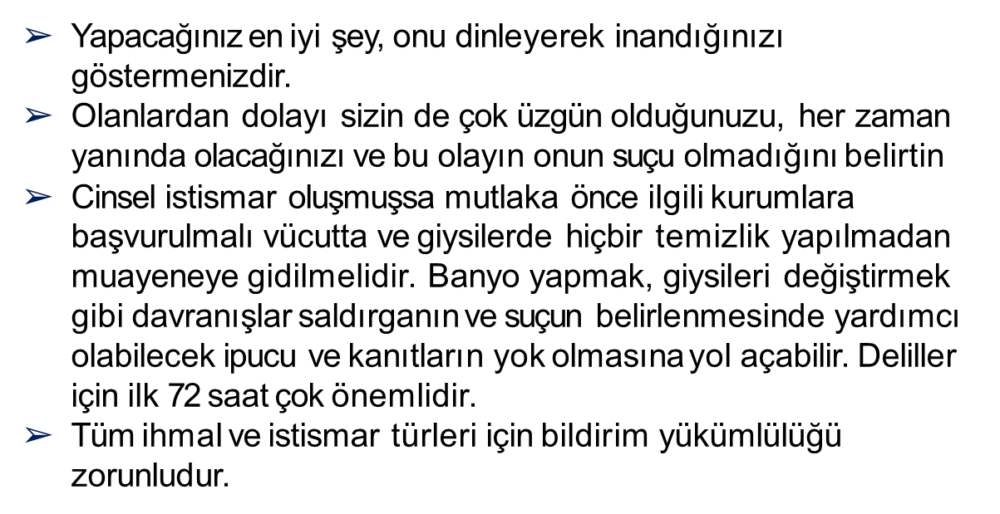 ➢ Yapacağınız en iyi şey, onu dinleyerek inandığınızı
göstermenizdir.
➢ Olanlardan dolayı sizin de çok üzgün olduğunuzu, her zaman
yanında olacağınızı ve bu olayın onun suçu olmadığını belirtin
➢ Cinsel istismar oluşmuşsa mutlaka önce ilgili kurumlara
başvurulmalı vücutta ve giysilerde hiçbir temizlik yapılmadan
muayeneye gidilmelidir. Banyo yapmak, giysileri değiştirmek
gibi davranışlar saldırganın ve suçun belirlenmesinde yardımcı
olabilecek ipucu ve kanıtların yok olmasına yol açabilir. Deliller
için ilk 72 saat çok önemlidir.
➢ Tüm ihmal ve istismar türleri için bildirim yükümlülüğü
zorunludur.